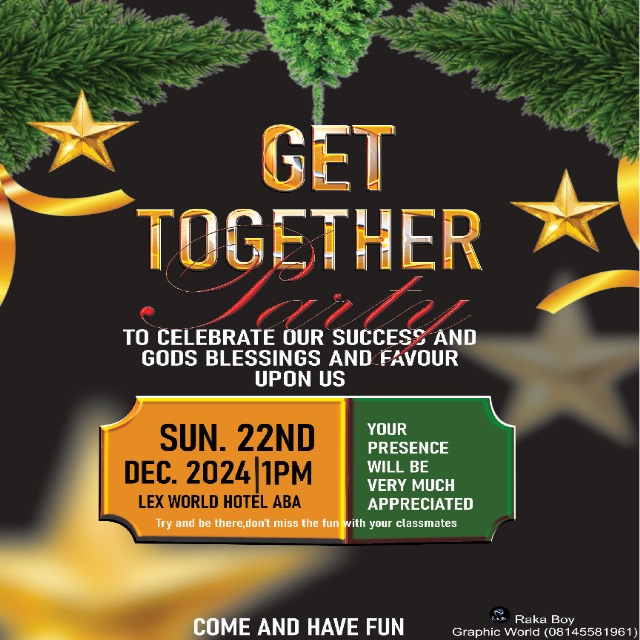 GET
TOGETHER
Party
TO CELEBRATE OUR SUCCESS AND
GODS BLESSINGS AND FAVOUR
UPON US
SUN. 22ND
DEC. 2024|1PM
LEX WORLD HOTEL ABA
YOUR
PRESENCE
WILL BE
VERY MUCH
APPRECIATED
Try and be there,don't miss the fun with your classmates
COME AND HAVE FUN
Raka Boy
Graphic World (08145581961)